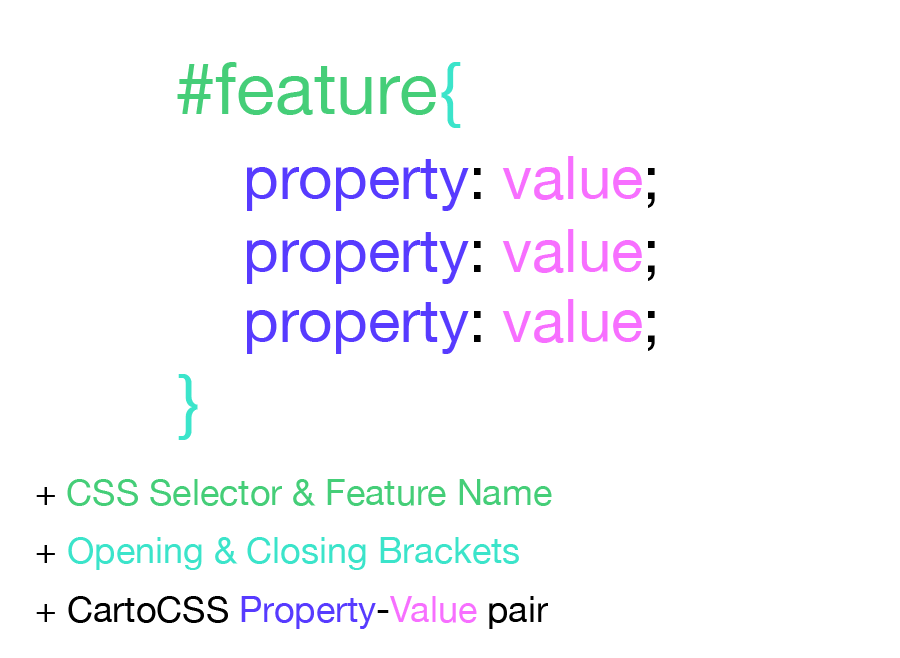 #feature{
property: value;
property: value;
property: value;
}
+ CSS Selector & Feature Name
+ Opening & Closing Brackets
+ CartoCSS Property-Value pair